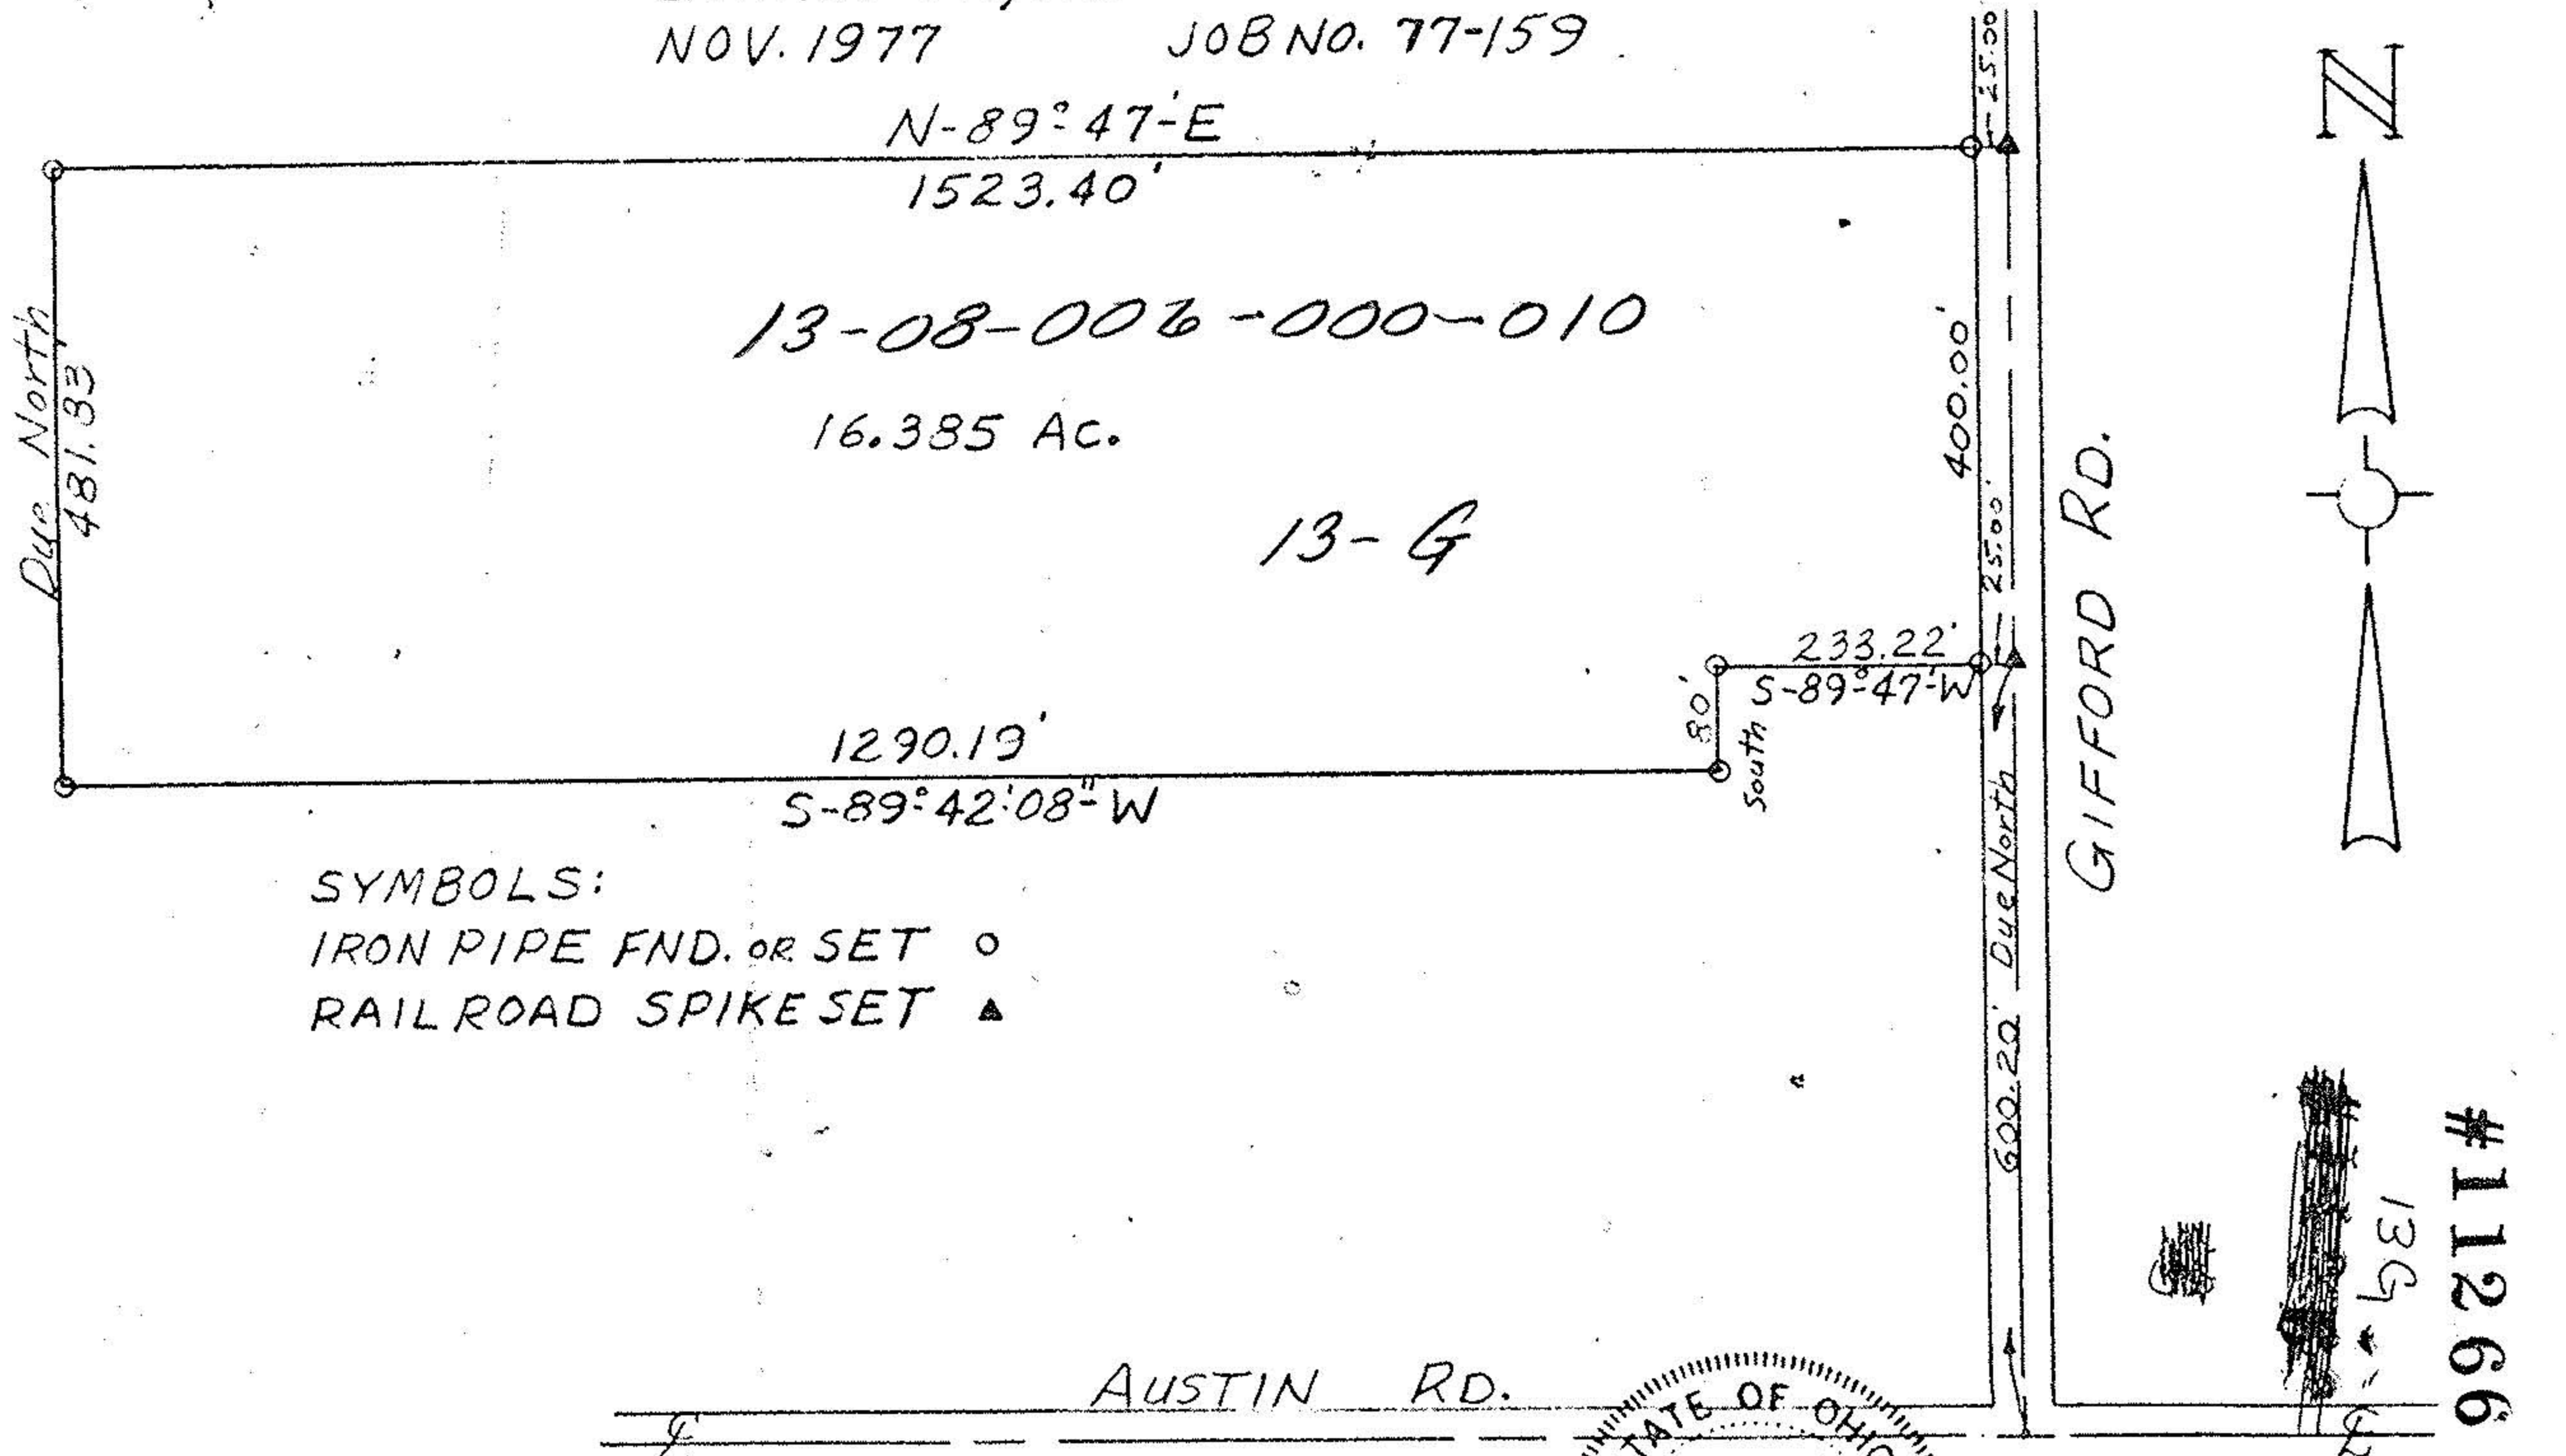 NOV. 1977 JOB NO. 77-159
25.00
N
N-89°-47'-E
1523.40'
13-08-006-000-010
Due North
481.83
400.00'
16.385 Ac.
13-G
25.00'
GIFFORD RD.
233.22'
S-89°-47'-W
80'
South
1290.19'
S-89°-42'-08"-W
600.20' Due North
SYMBOLS:
IRON PIPE FND. OR SET
RAILROAD SPIKE SET
#11266
13 G
AUSTIN RD.
STATE OF OHIO